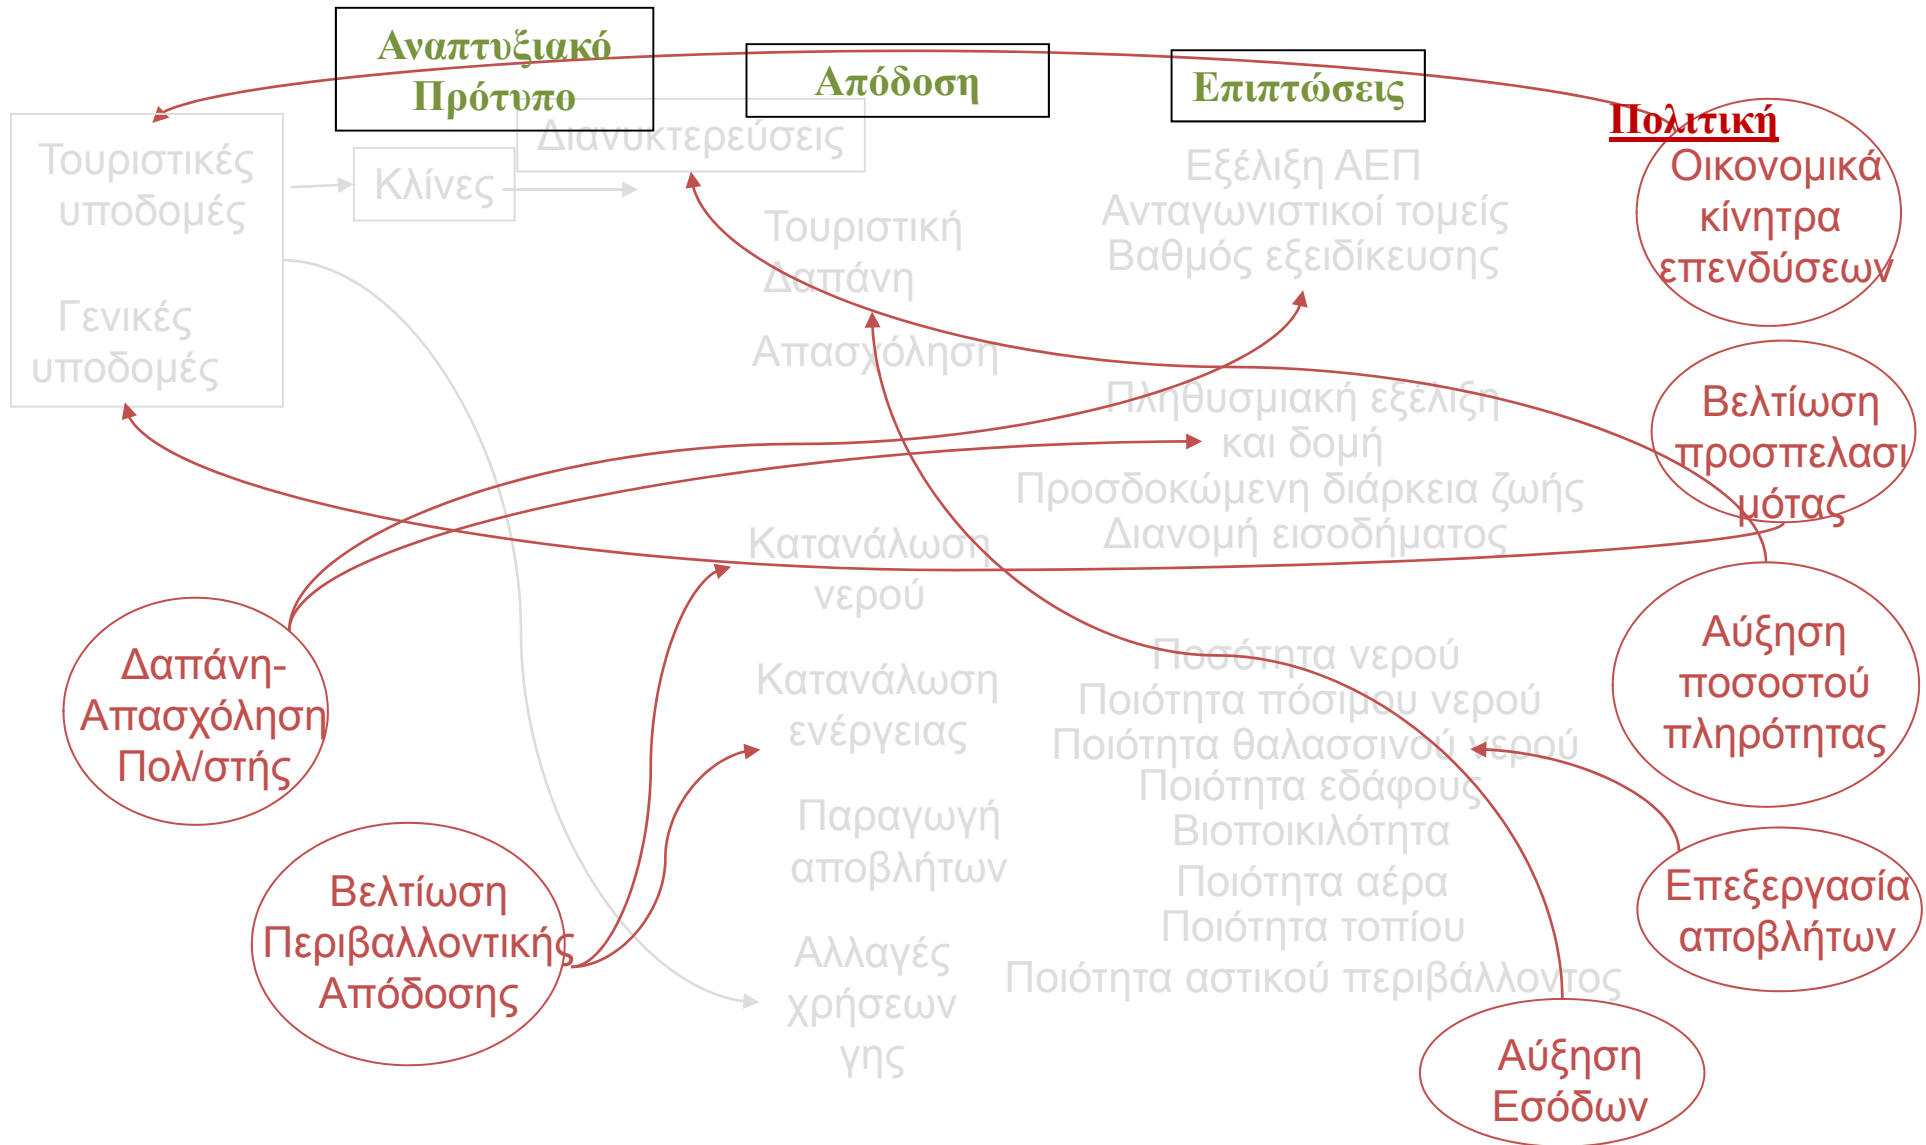 Αναπτυξιακό
Πρότυπο
Απόδοση
Επιπτώσεις
Πολιτική
Τουριστικές
υποδομές
Γενικές
υποδομές
Κλίνες
Διανυκτερεύσεις
Τουριστική
Δαπάνη
Απασχόληση
Κατανάλωση
νερού
Κατανάλωση
ενέργειας
Παραγωγή
αποβλήτων
Αλλαγές
χρήσεων
γης
Εξέλιξη ΑΕΠ
Ανταγωνιστικοί τομείς
Βαθμός εξειδίκευσης
Πληθυσμιακή εξέλιξη
και δομή
Προσδοκώμενη διάρκεια ζωής
Διανομή εισοδήματος
Ποσότητα νερού
Ποιότητα πόσιμου νερού
Ποιότητα θαλασσινού νερού
Ποιότητα εδάφους
Βιοποικιλότητα
Ποιότητα αέρα
Ποιότητα τοπίου
Ποιότητα αστικού περιβάλλοντος
Οικονομικά
κίνητρα
επενδύσεων
Βελτίωση
προσπελασι
μότας
Αύξηση
ποσοστού
πληρότητας
Επεξεργασία
αποβλήτων
Αύξηση
Εσόδων
Δαπάνη-
Απασχόληση
Πολ/στής
Βελτίωση
Περιβαλλοντικής
Απόδοσης